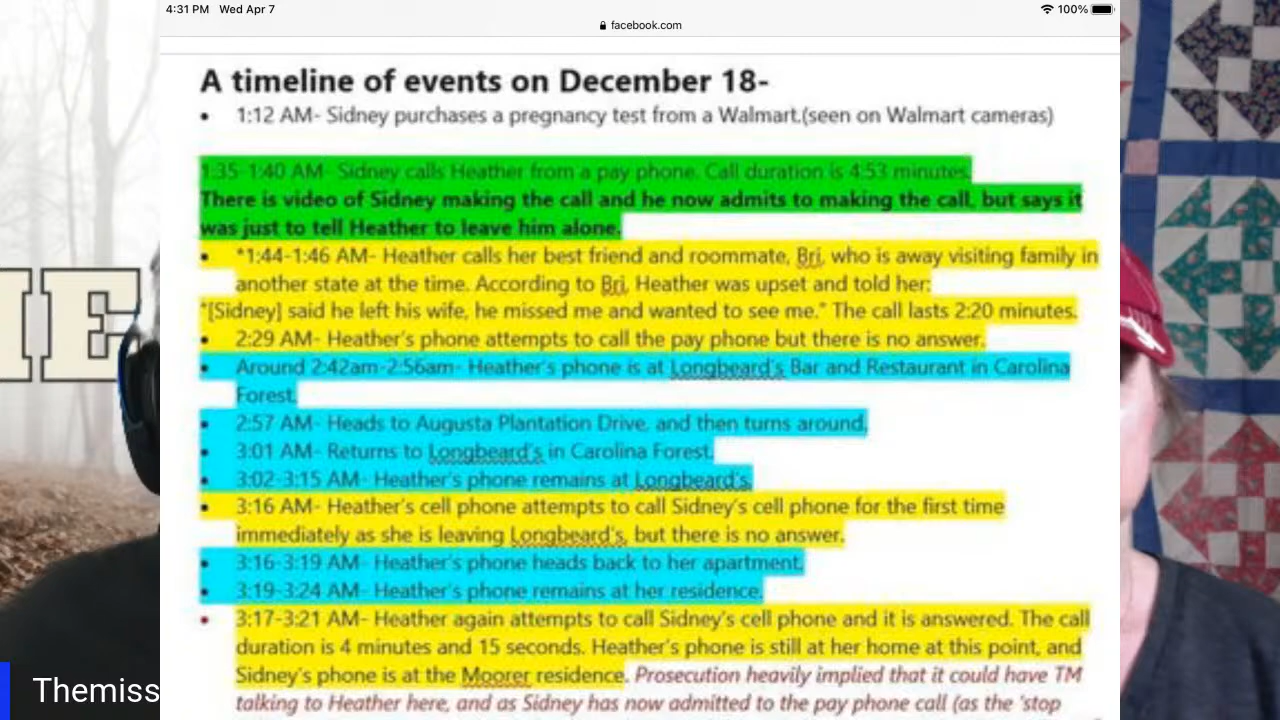 4:31 PM Wed Apr 7
100%
facebook.com
A timeline of events on December 18-
• 1:12 AM- Sidney purchases a pregnancy test from a Walmart.(seen on Walmart cameras)
1:35-1:40 AM- Sidney calls Heather from a pay phone. Call duration is 4:53 minutes.
There is video of Sidney making the call and he now admits to making the call, but says it
was just to tell Heather to leave him alone.
• *1:44-1:46 AM- Heather calls her best friend and roommate, Bri, who is away visiting family in
another state at the time. According to Bri, Heather was upset and told her:
"[Sidney] said he left his wife, he missed me and wanted to see me." The call lasts 2:20 minutes.
• 2:29 AM- Heather's phone attempts to call the pay phone but there is no answer.
• Around 2:42am-2:56am- Heather's phone is at Longbeard's Bar and Restaurant in Carolina
Forest.
• 2:57 AM- Heads to Augusta Plantation Drive, and then turns around.
• 3:01 AM- Returns to Longbeard's in Carolina Forest.
• 3:02-3:15 AM- Heather's phone remains at Longbeard's.
• 3:16 AM- Heather's cell phone attempts to call Sidney's cell phone for the first time
immediately as she is leaving Longbeard's, but there is no answer.
• 3:16-3:19 AM- Heather's phone heads back to her apartment.
• 3:19-3:24 AM- Heather's phone remains at her residence.
• 3:17-3:21 AM- Heather again attempts to call Sidney's cell phone and it is answered. The call
duration is 4 minutes and 15 seconds. Heather's phone is still at her home at this point, and
Sidney's phone is at the Moorer residence. Prosecution heavily implied that it could have TM
talking to Heather here, and as Sidney has now admitted to the pay phone call (as the 'stop
Themiss